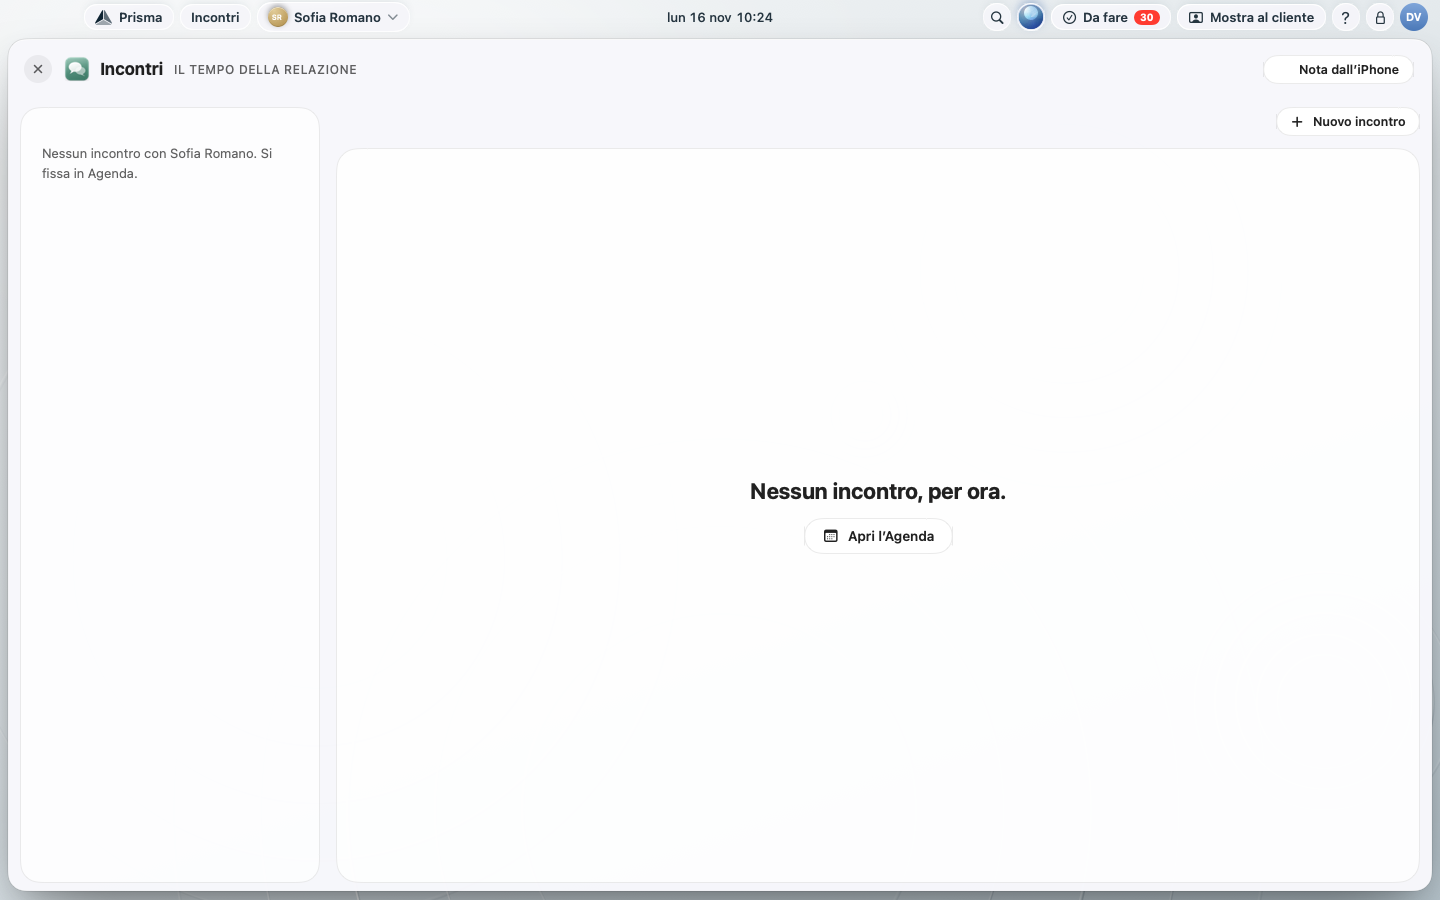 Prisma
Incontri
SR Sofia Romano
lun 16 nov 10:24
Da fare 30
Mostra al cliente
?
DV
Incontri IL TEMPO DELLA RELAZIONE
Nota dall’iPhone
Nuovo incontro
Nessun incontro con Sofia Romano. Si
fissa in Agenda.
Nessun incontro, per ora.
Apri l’Agenda